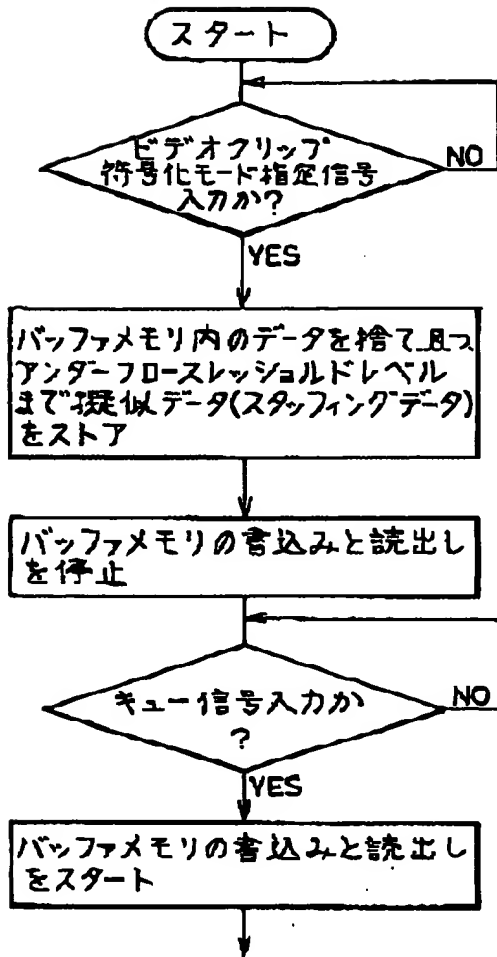 スタート
ビデオクリップ
符号化モード指定信号
入力か?
NO
YES
バッファメモリ内のデータを捨て且つ
アンダーフロースレッショルドレベル
まで擬似データ(スタッフィングデータ)
をストア
バッファメモリの書込みと読出し
を停止
キュー信号入力か
?
NO
YES
バッファメモリの書込みと読出し
をスタート